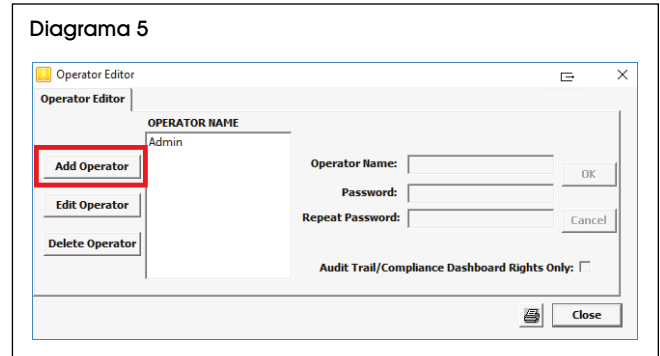 Diagrama 5
Operator Editor
Operator Editor
OPERATOR NAME
Admin
Add Operator
Edit Operator
Delete Operator
Operator Name:
Password:
Repeat Password:
OK
Cancel
Audit Trail/Compliance Dashboard Rights Only:
Close